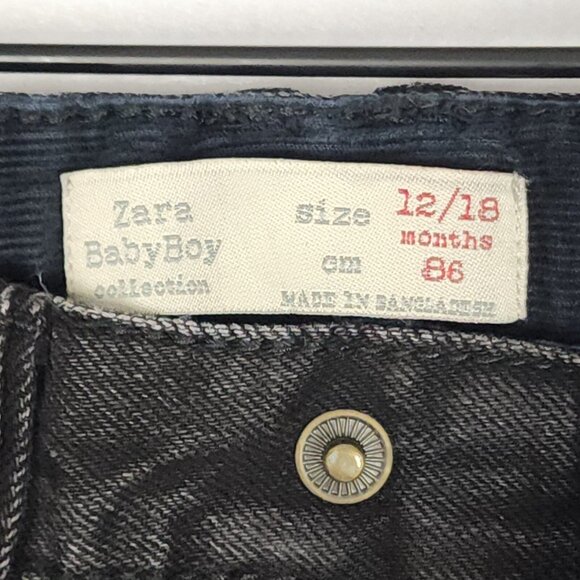 Zara
BabyBoy
collection
size 12/18
months
cm 86
MADE IN BANGLADESH